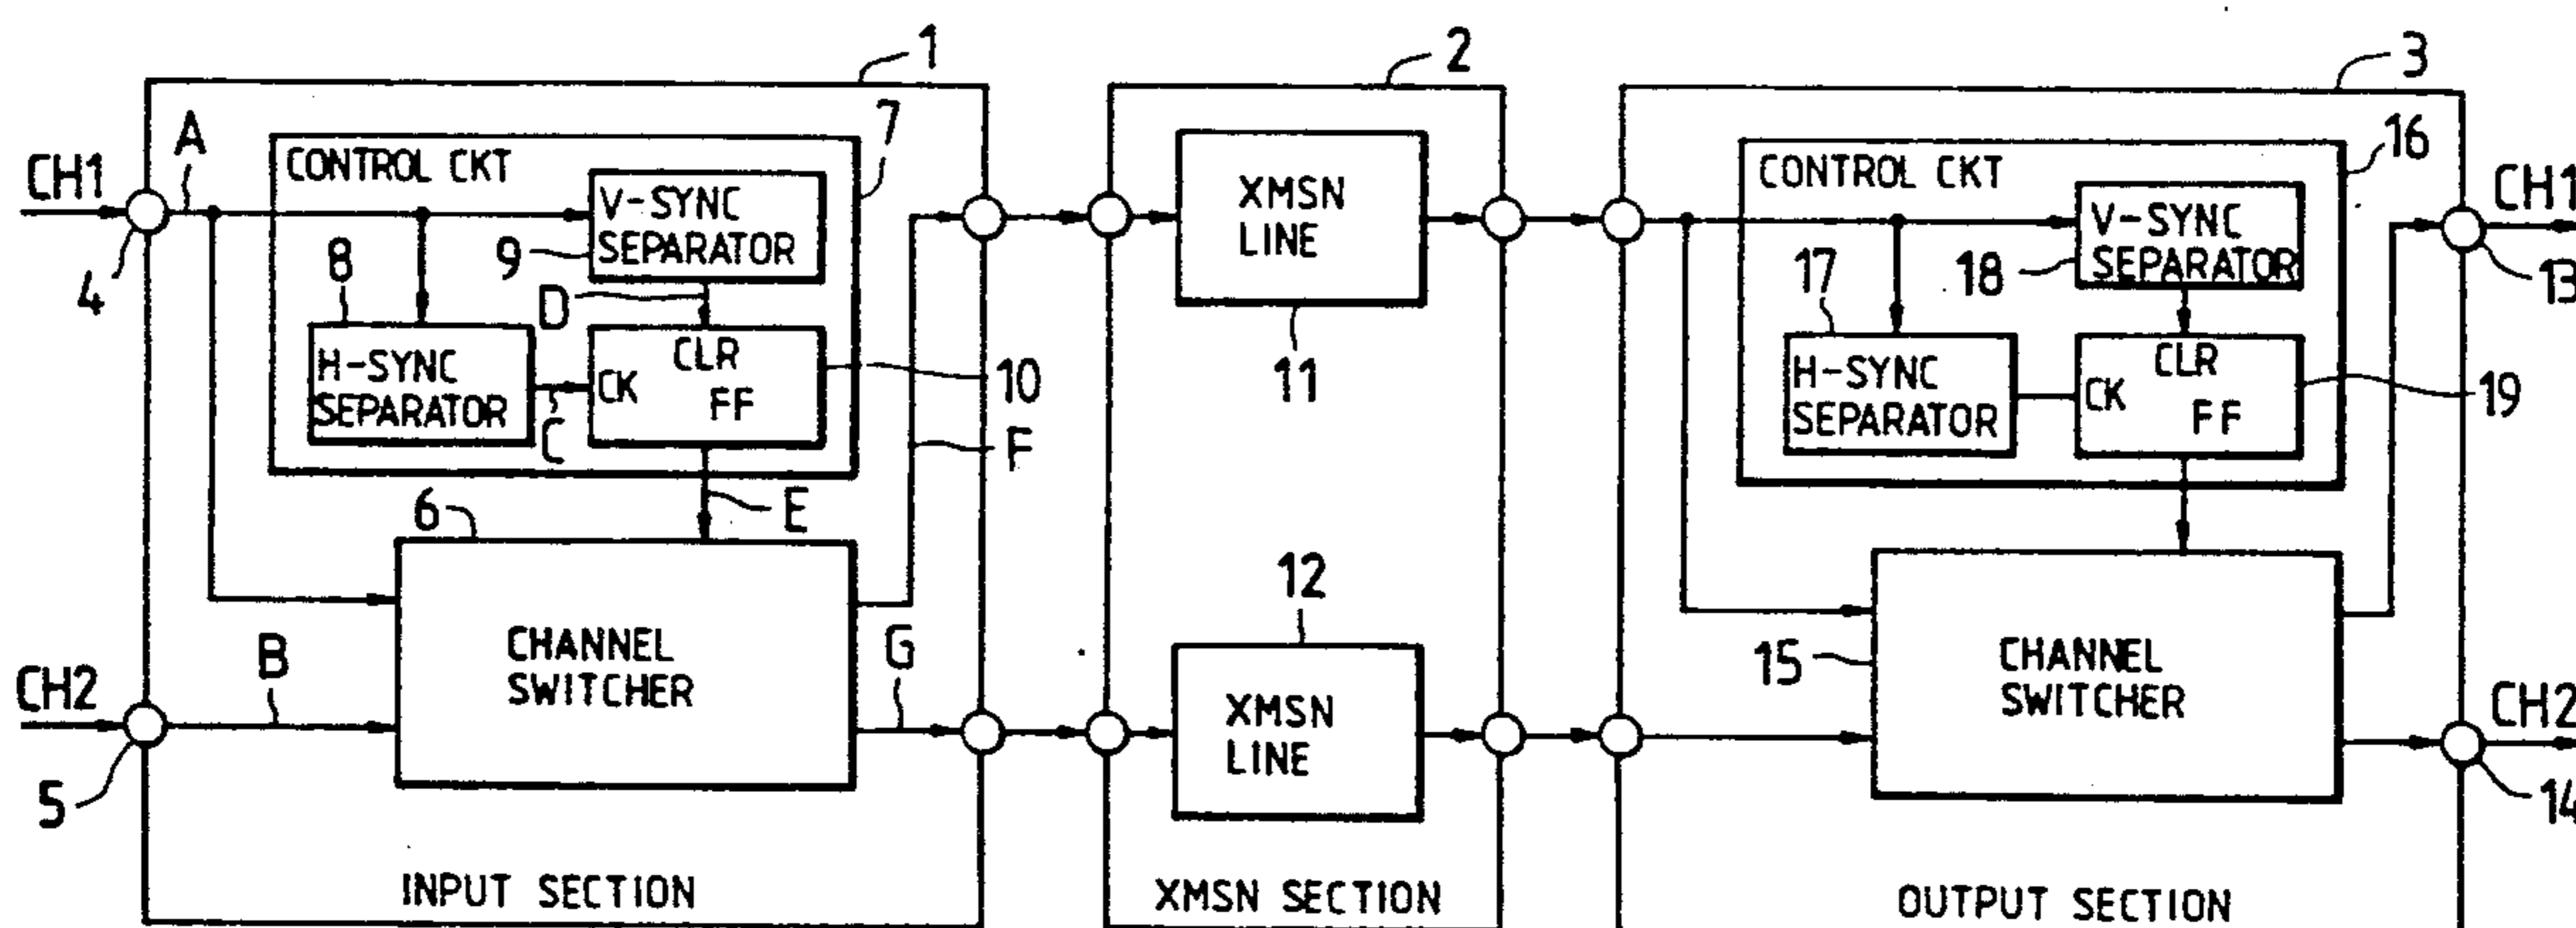 1
2
3
A
7
16
CH1
CONTROL CKT
V-SYNC
SEPARATOR
9
XMSN
LINE
CONTROL CKT
V-SYNC
SEPARATOR
18
CH1
4
8
D
17
13
H-SYNC
SEPARATOR
C
CK
CLR
FF
10
11
H-SYNC
SEPARATOR
CK
CLR
FF
19
F
E
6
12
CH2
B
CHANNEL
SWITCHER
G
XMSN
LINE
15
CHANNEL
SWITCHER
CH2
5
14
INPUT SECTION
XMSN SECTION
OUTPUT SECTION